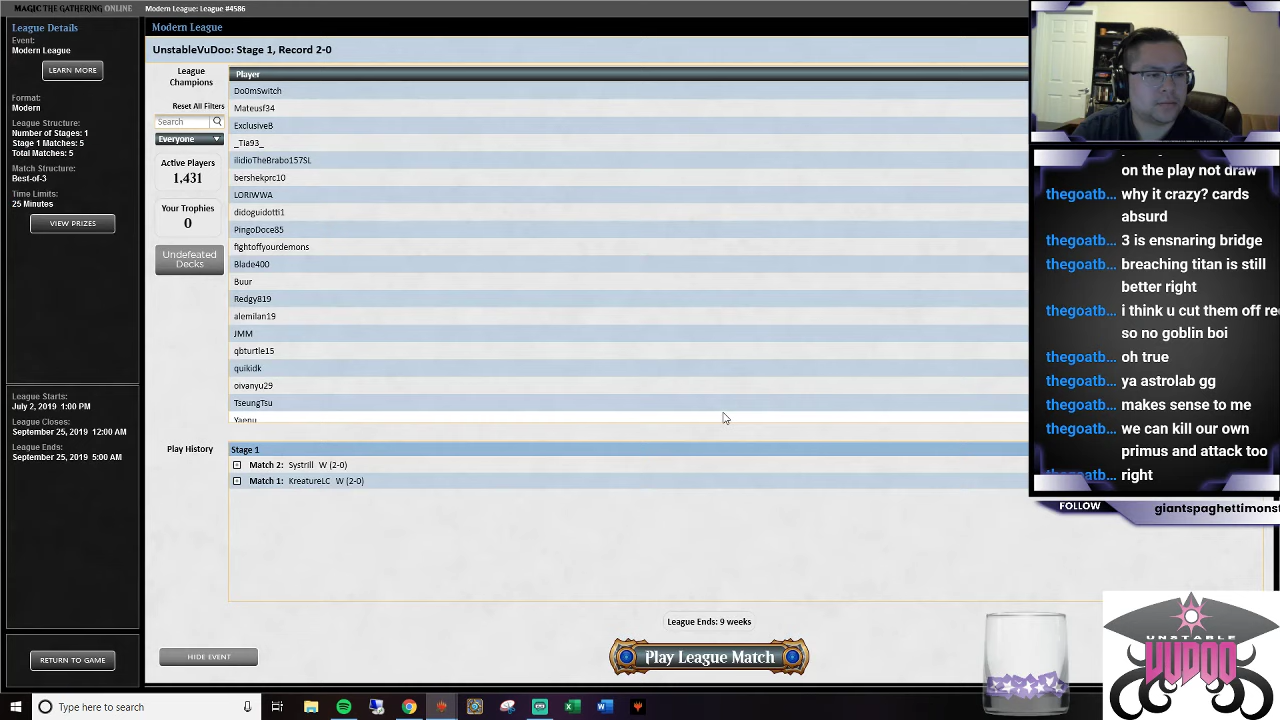 MAGIC THE GATHERING ONLINE
Modern League: League #4586
League Details
Event:
Modern League
LEARN MORE
Format:
Modern
League Structure:
Number of Stages: 1
Stage 1 Matches: 5
Total Matches: 5
Match Structure:
Best-of-3
Time Limits:
25 Minutes
VIEW PRIZES
League Starts:
July 2, 2019 1:00 PM
League Closes:
September 25, 2019 12:00 AM
League Ends:
September 25, 2019 5:00 AM
RETURN TO GAME
Modern League
UnstableVuDoo: Stage 1, Record 2-0
League
Champions
Reset All Filters
Search
Everyone
Active Players
1,431
Your Trophies
0
Undefeated
Decks
Player
Do0mSwitch
Mateusf34
ExclusiveB
_Tia93_
ilidioTheBrabo157SL
bershekprc10
LORIWWA
didoguidotti1
PingoDoce85
fightoffyourdemons
Blade400
Buur
Redgy819
alemilan19
JMM
qbturtle15
quikidk
oivanyu29
TseungTsu
Play History
Stage 1
Match 2: Systrill W (2-0)
Match 1: KreatureLC W (2-0)
League Ends: 9 weeks
HIDE EVENT
Play League Match
on the play not draw
thegoatb... why it crazy? cards
absurd
thegoatb... 3 is ensnaring bridge
thegoatb... breaching titan is still
better right
thegoatb... i think u cut them off re
so no goblin boi
thegoatb... oh true
thegoatb... ya astrolab gg
thegoatb... makes sense to me
thegoatb... we can kill our own
primus and attack too
thegoatb... right
FOLLOW
giantspaghettimonst
UNSTABLE
VUDOO
Type here to search